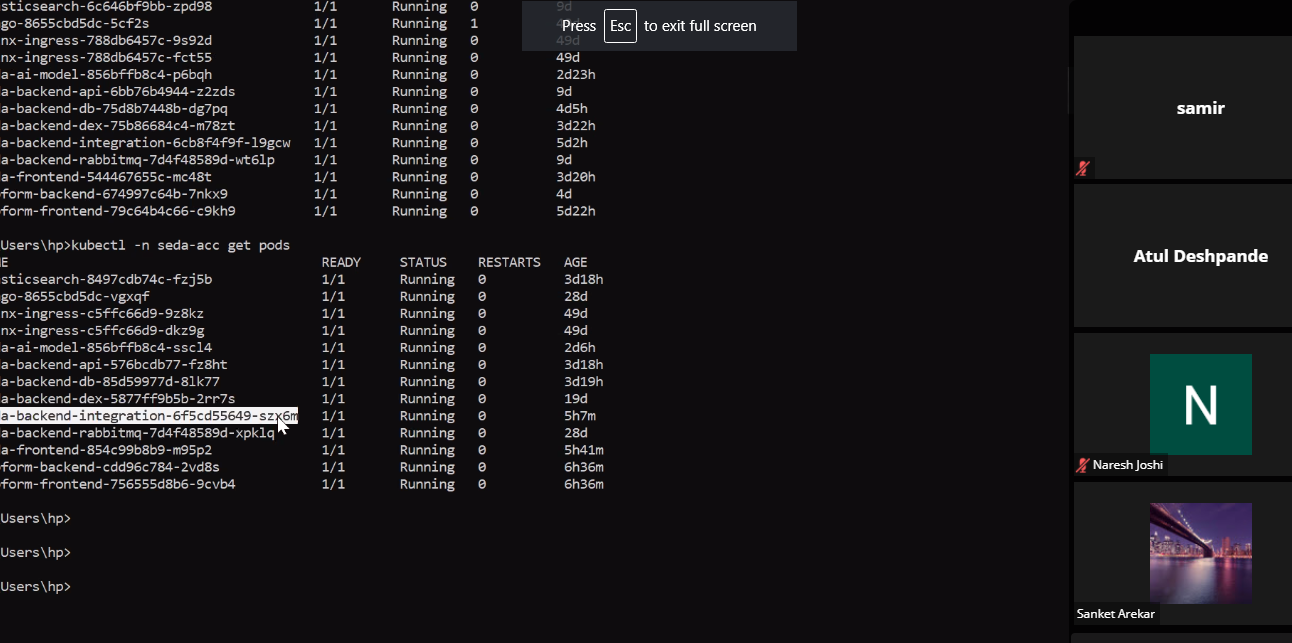 sticsearch-6c646bf9bb-zpd98 1/1 Running 0 9d
go-8655cbd5dc-5cf2s 1/1 Running 1
nx-ingress-788db6457c-9s92d 1/1 Running 0 49d
nx-ingress-788db6457c-fct55 1/1 Running 0 49d
a-ai-model-856bffb8c4-p6bqh 1/1 Running 0 2d23h
a-backend-api-6bb76b4944-z2zds 1/1 Running 0 9d
a-backend-db-75d8b7448b-dg7pq 1/1 Running 0 4d5h
a-backend-dex-75b86684c4-m78zt 1/1 Running 0 3d22h
a-backend-integration-6cb8f4f9f-l9gcw 1/1 Running 0 5d2h
a-backend-rabbitmq-7d4f48589d-wt6lp 1/1 Running 0 9d
a-frontend-544467655c-mc48t 1/1 Running 0 3d20h
form-backend-674997c64b-7nkx9 1/1 Running 0 4d
form-frontend-79c64b4c66-c9kh9 1/1 Running 0 5d22h
Users\hp>kubectl -n seda-acc get pods
E READY STATUS RESTARTS AGE
sticsearch-8497cdb74c-fzj5b 1/1 Running 0 3d18h
go-8655cbd5dc-vgxqf 1/1 Running 0 28d
nx-ingress-c5ffc66d9-9z8kz 1/1 Running 0 49d
nx-ingress-c5ffc66d9-dkz9g 1/1 Running 0 49d
a-ai-model-856bffb8c4-sscl4 1/1 Running 0 2d6h
a-backend-api-576bcdb77-fz8ht 1/1 Running 0 3d18h
a-backend-db-85d59977d-8lk77 1/1 Running 0 3d19h
a-backend-dex-5877ff9b5b-2rr7s 1/1 Running 0 19d
a-backend-integration-6f5cd55649-szx6m 1/1 Running 0 5h7m
a-backend-rabbitmq-7d4f48589d-xpklq 1/1 Running 0 28d
a-frontend-854c99b8b9-m95p2 1/1 Running 0 5h41m
form-backend-cdd96c784-2vd8s 1/1 Running 0 6h36m
form-frontend-756555d8b6-9cvb4 1/1 Running 0 6h36m
Users\hp>
Users\hp>
Users\hp>
Press Esc to exit full screen
samir
Atul Deshpande
N
Naresh Joshi
Sanket Arekar